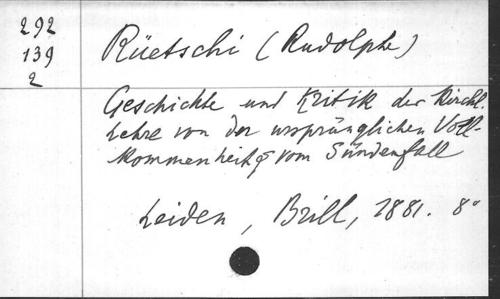 292
139
2
Rüetschi (Rudolphe)
Geschichte und Kritik der Kirchl.
Lehre von der ursprünglichen Voll-
kommenheit & vom Sündenfall
Leiden, Brill, 1881. 8°